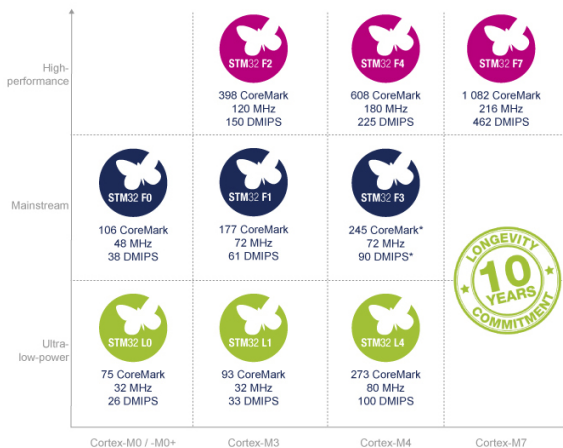 High-
performance
STM32 F2
398 CoreMark
120 MHz
150 DMIPS
STM32 F4
608 CoreMark
180 MHz
225 DMIPS
STM32 F7
1 082 CoreMark
216 MHz
462 DMIPS
Mainstream
STM32 F0
106 CoreMark
48 MHz
38 DMIPS
STM32 F1
177 CoreMark
72 MHz
61 DMIPS
STM32 F3
245 CoreMark*
72 MHz
90 DMIPS*
LONGEVITY
10
YEARS
COMMITMENT
Ultra-
low-power
STM32 L0
75 CoreMark
32 MHz
26 DMIPS
STM32 L1
93 CoreMark
32 MHz
33 DMIPS
STM32 L4
273 CoreMark
80 MHz
100 DMIPS
Cortex-M0 / -M0+
Cortex-M3
Cortex-M4
Cortex-M7